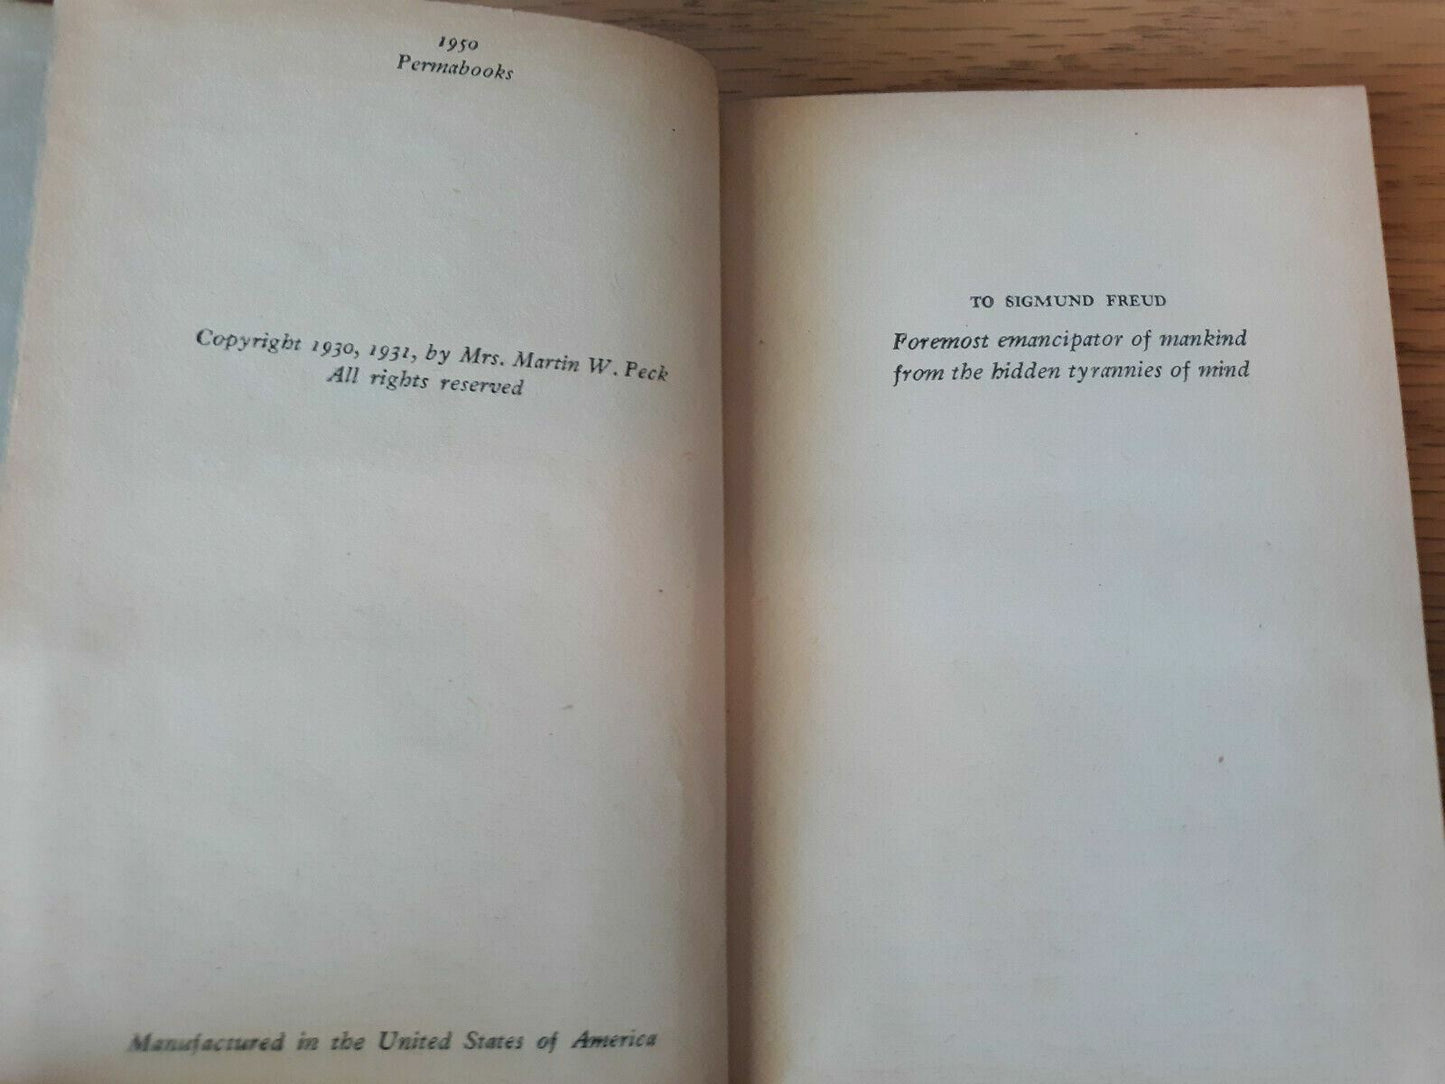 1950
Permabooks
Copyright 1930, 1931, by Mrs. Martin W. Peck
All rights reserved
Manufactured in the United States of America
TO SIGMUND FREUD
Foremost emancipator of mankind
from the hidden tyrannies of mind